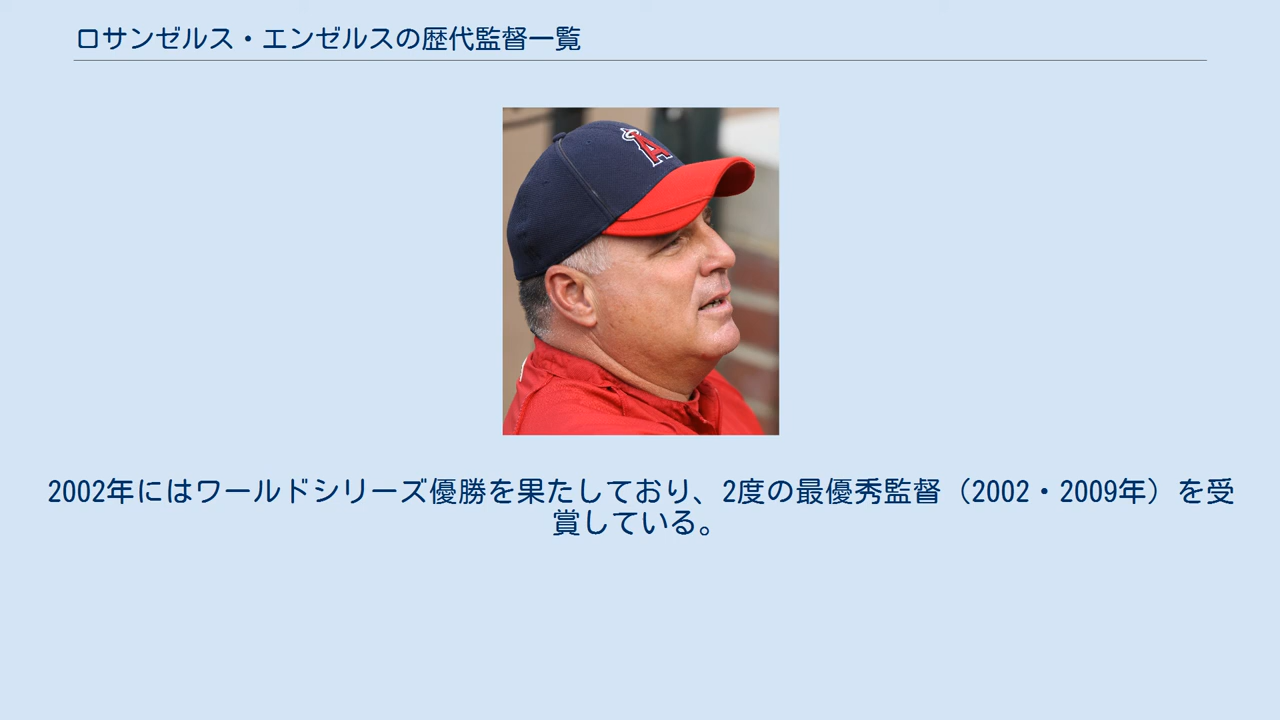 ロサンゼルス・エンゼルスの歴代監督一覧
A
2002年にはワールドシリーズ優勝を果たしており、2度の最優秀監督（2002・2009年）を受
賞している。